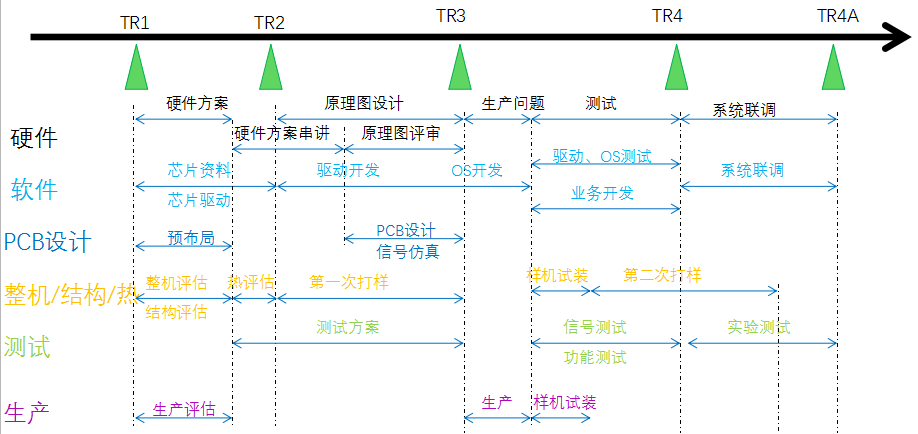 TR1
TR2
TR3
TR4
TR4A
硬件方案
原理图设计
生产问题
测试
系统联调
硬件
硬件方案串讲
原理图评审
软件
芯片资料
驱动开发
OS开发
驱动、OS测试
系统联调
芯片驱动
业务开发
PCB设计
预布局
PCB设计
信号仿真
整机/结构/热
整机评估
热评估
第一次打样
样机试装
第二次打样
结构评估
测试
测试方案
信号测试
实验测试
功能测试
生产
生产评估
生产
样机试装